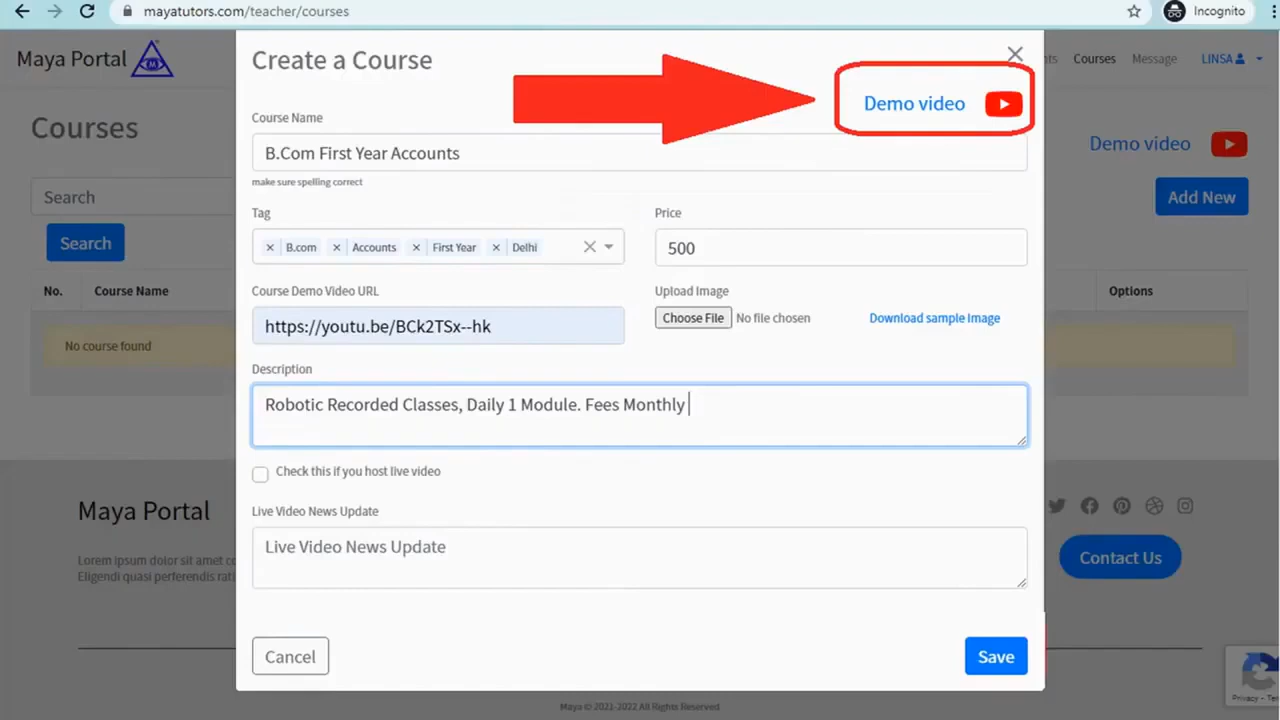 mayatutors.com/teacher/courses
Incognito
Maya Portal
Courses
Message
LINSA
Create a Course
Demo video
Course Name
B.Com First Year Accounts
make sure spelling correct
Courses
Demo video
Search
Add New
Search
Tag
Price
× B.com × Accounts × First Year × Delhi
500
No.
Course Name
Options
Course Demo Video URL
Upload Image
https://youtu.be/BCk2TSx--hk
Choose File No file chosen
Download sample Image
No course found
Description
Robotic Recorded Classes, Daily 1 Module. Fees Monthly
Check this if you host live video
Live Video News Update
Live Video News Update
Maya Portal
Lorem ipsum dolor sit amet
Eligendi quasi perferendis
Contact Us
Cancel
Save
Privacy
Maya © 2021-2022 All Rights Reserved